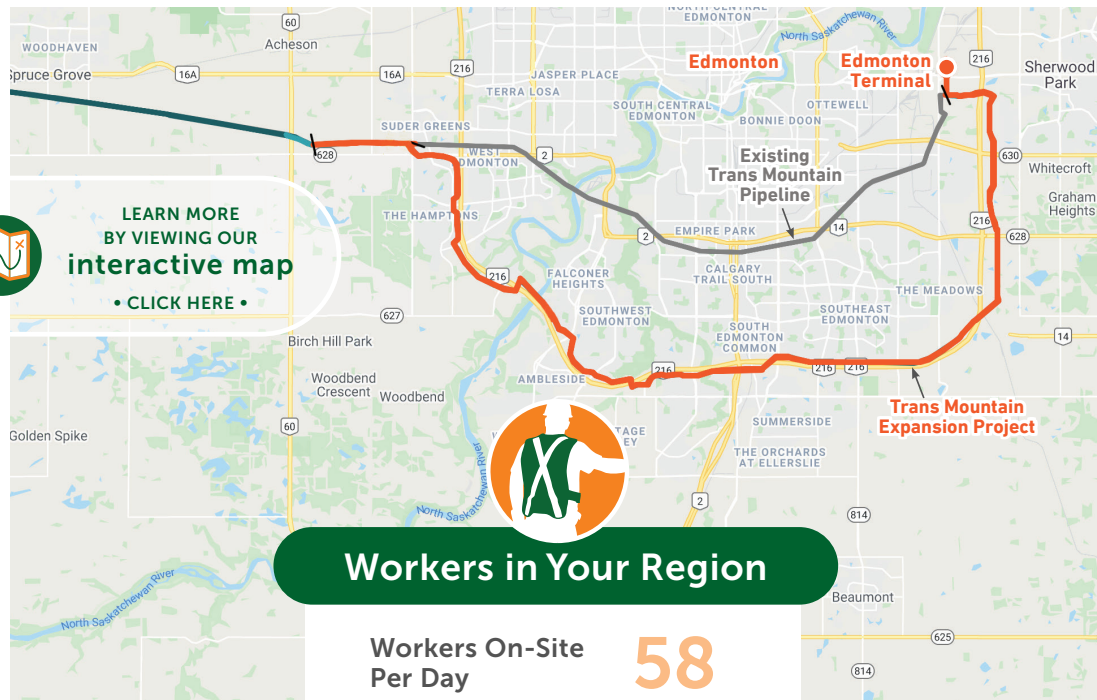 NORTH CENTRAL
EDMONTON
North Saskatchewan
River
60
Acheson
WOODHAVEN
Spruce Grove
16A
16A
216
JASPER PLACE
TERRA LOSA
Edmonton
Edmonton
Terminal
216
Sherwood
Park
SOUTH CENTRAL
EDMONTON
OTTEWELL
BONNIE DOON
SUDER GREENS
628
WEST
EDMONTON
2
Existing
Trans Mountain
Pipeline
630
Whitecroft
Graham
Heights
LEARN MORE
BY VIEWING OUR
interactive map
• CLICK HERE •
THE HAMPTONS
216
2
EMPIRE PARK
14
628
216
FALCONER
HEIGHTS
CALGARY
TRAIL SOUTH
THE MEADOWS
627
SOUTHWEST
EDMONTON
SOUTHEAST
EDMONTON
SOUTH
EDMONTON
COMMON
14
Birch Hill Park
Woodbend
Crescent
Woodbend
AMBLESIDE
216
216
216
Trans Mountain
Expansion Project
60
Golden Spike
SUMMERSIDE
THE ORCHARDS
AT ELLERSLIE
North Saskatchewan River
2
814
Workers in Your Region
North Saskatchewan River
Beaumont
625
Workers On-Site
Per Day
58
814